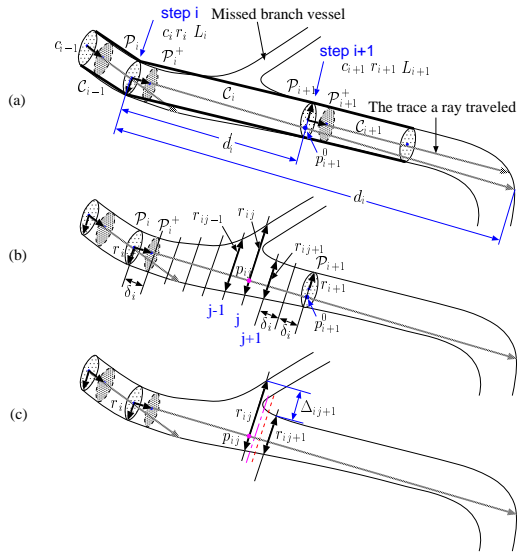 step i
Missed branch vessel
c_{i-1} P_i c_i r_i L_i
P_i^+
step i+1
c_{i+1} r_{i+1} L_{i+1}
C_{i-1} C_i P_{i+1} P_{i+1}^+
(a)
C_{i+1} The trace a ray traveled
d_i p_{i+1}^0
d_i
P_i P_i^+ r_{ij-1} r_{ij}
(b) r_i p_{ij} r_{ij+1} P_{i+1}
r_{i+1}
δ_i j-1 j j+1 δ_i δ_i p_{i+1}^0
(c) r_i r_{ij} Δ_{ij+1}
p_{ij} r_{ij+1}